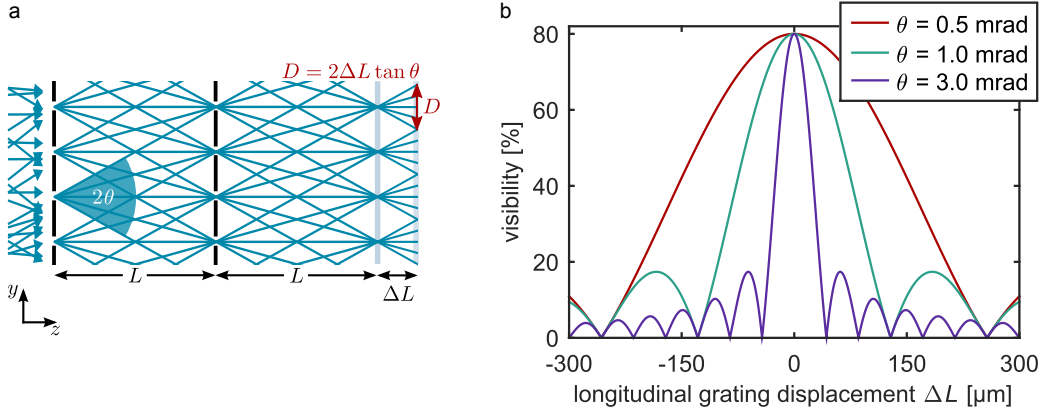 a
D = 2ΔL tan θ
D
2θ
L
L
ΔL
y
z
b
θ = 0.5 mrad
θ = 1.0 mrad
θ = 3.0 mrad
80
60
40
20
0
visibility [%]
-300
-150
0
150
300
longitudinal grating displacement ΔL [µm]